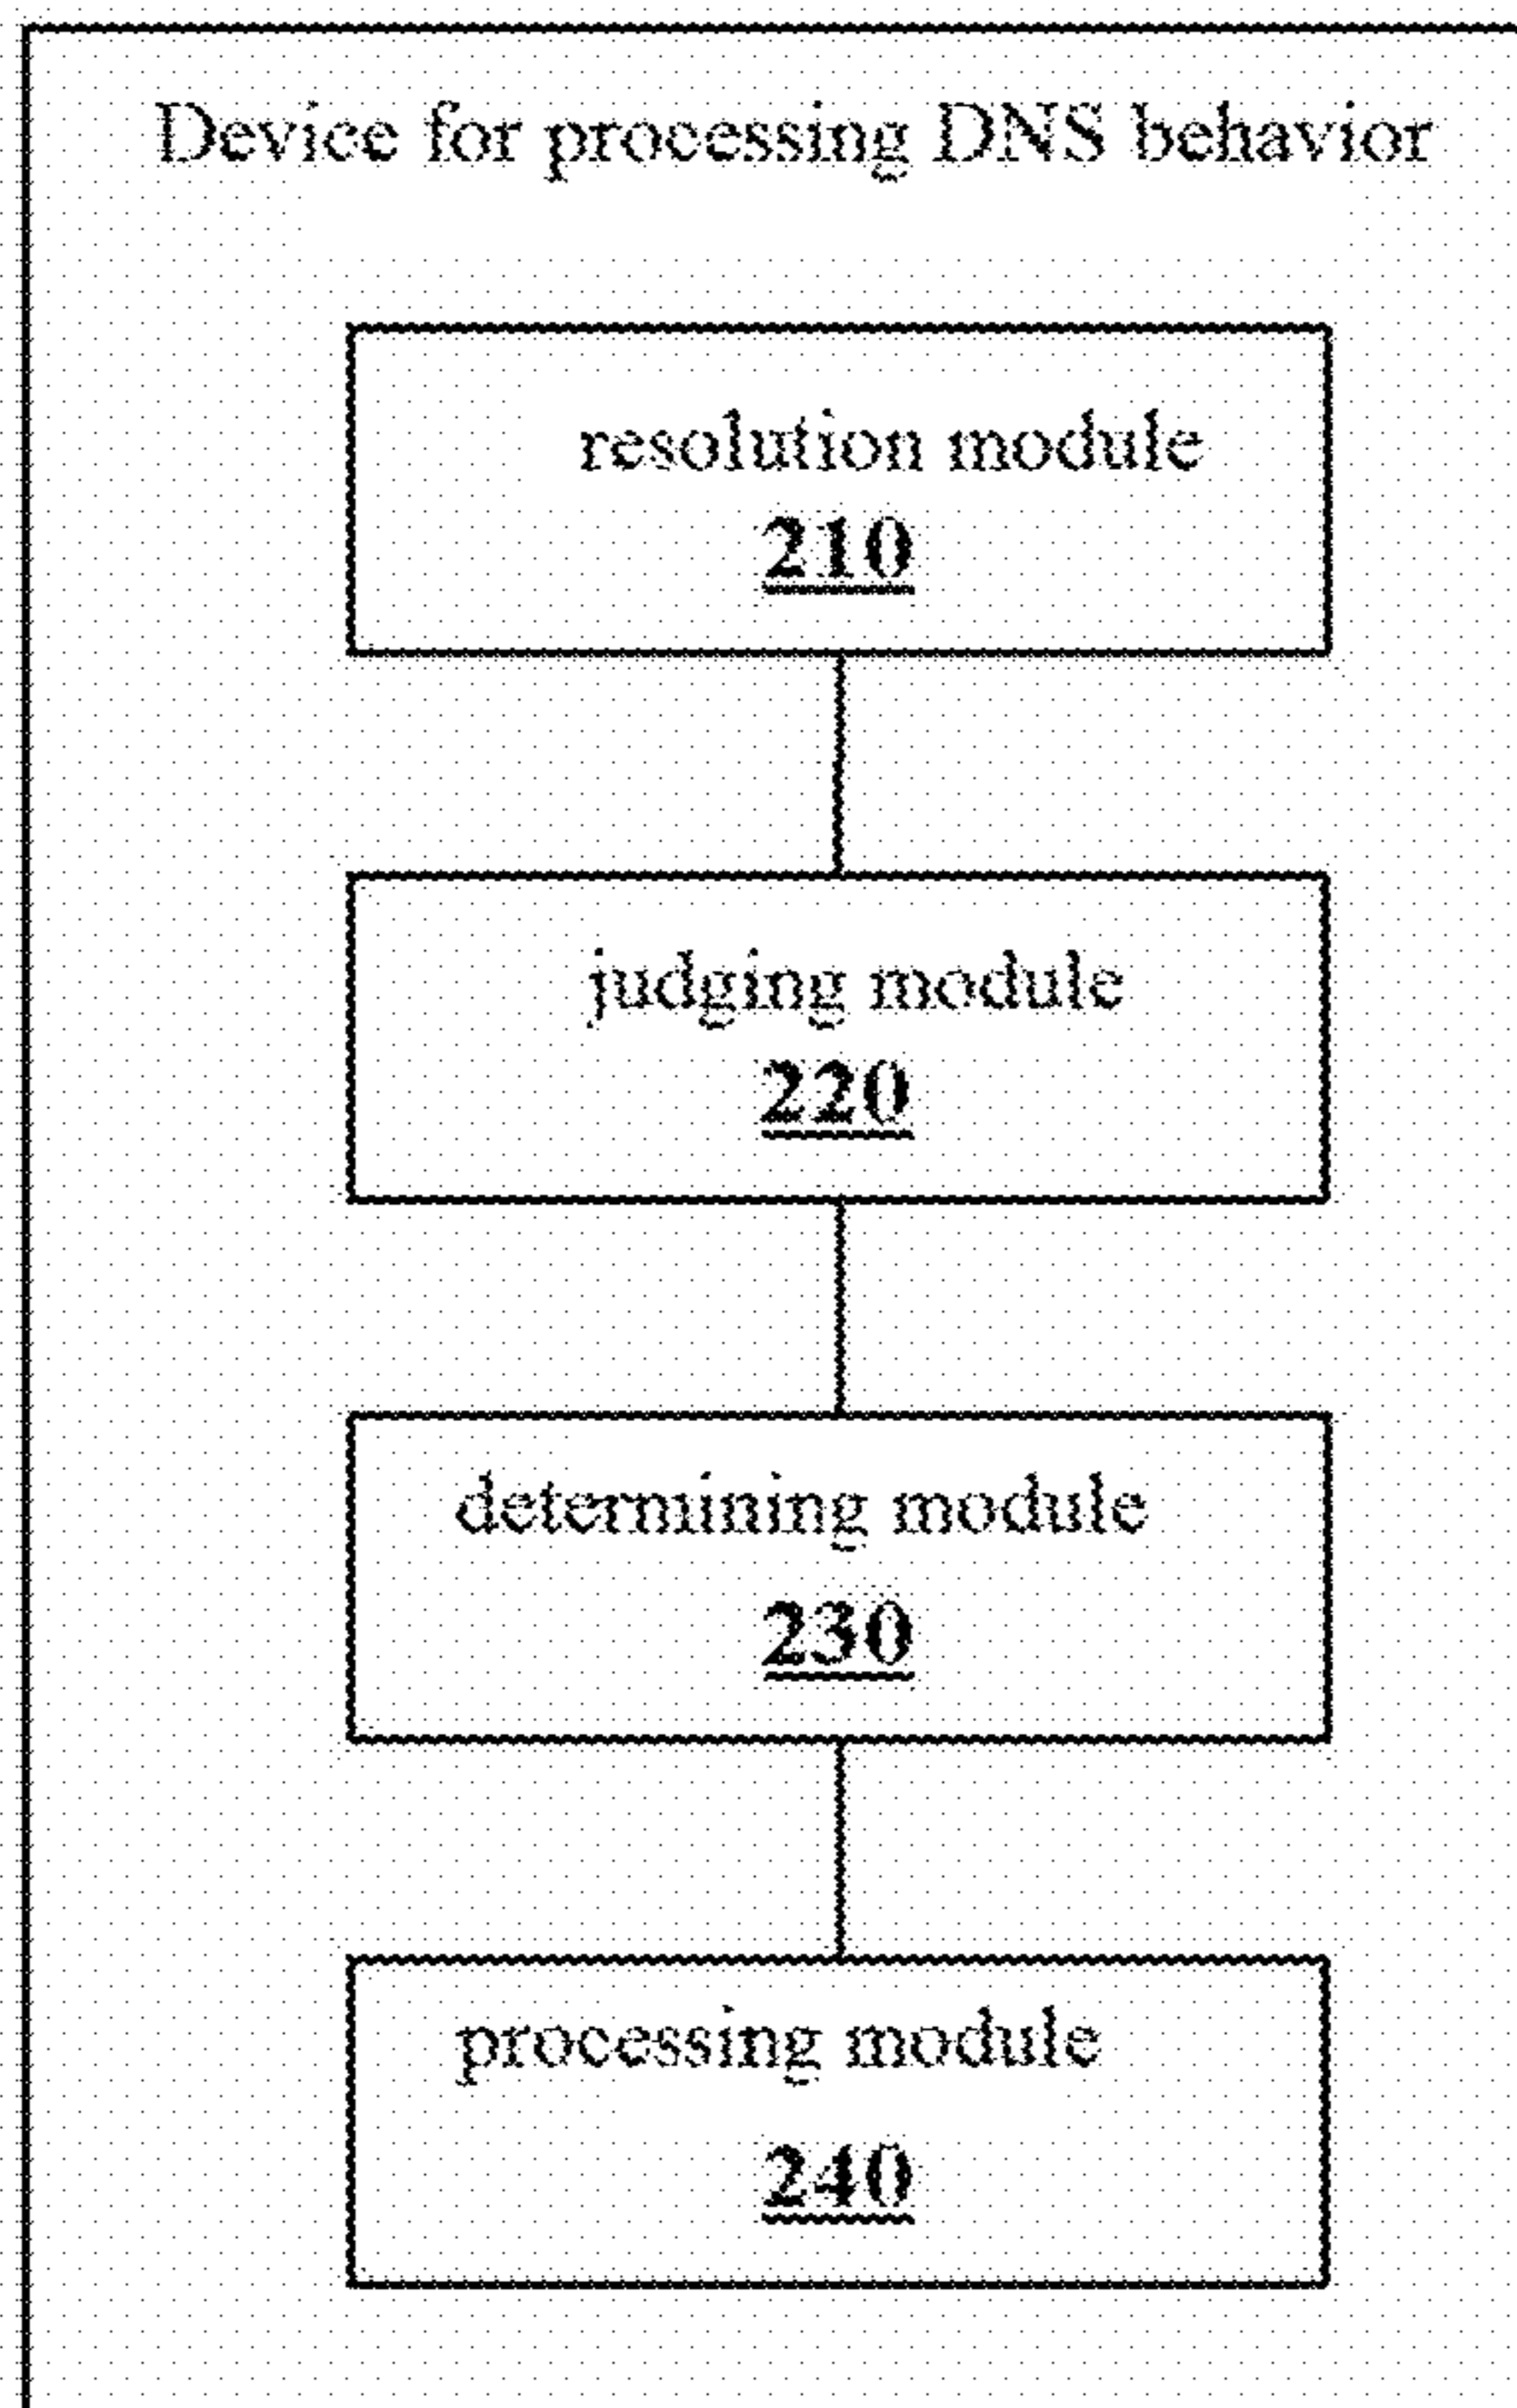 Device for processing DNS behavior
resolution module
210
judging module
220
determining module
230
processing module
240